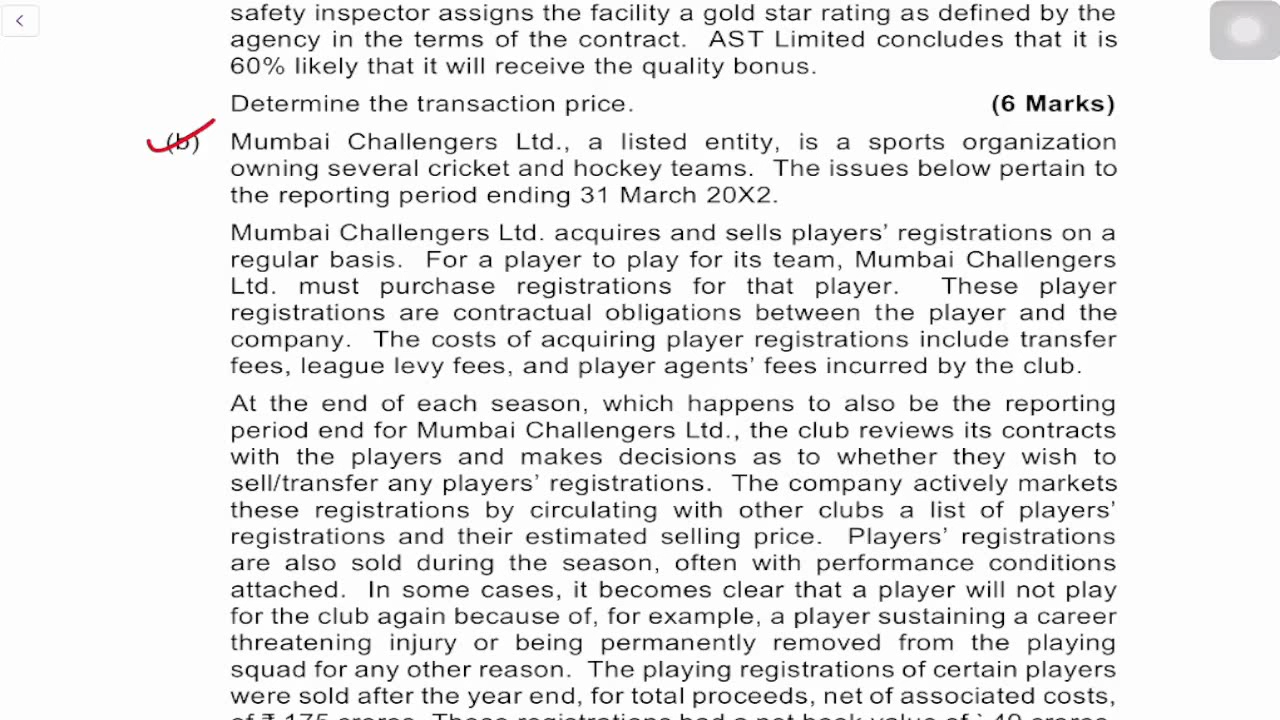 safety inspector assigns the facility a gold star rating as defined by the
agency in the terms of the contract. AST Limited concludes that it is
60% likely that it will receive the quality bonus.
Determine the transaction price. (6 Marks)
(b) Mumbai Challengers Ltd., a listed entity, is a sports organization
owning several cricket and hockey teams. The issues below pertain to
the reporting period ending 31 March 20X2.
Mumbai Challengers Ltd. acquires and sells players' registrations on a
regular basis. For a player to play for its team, Mumbai Challengers
Ltd. must purchase registrations for that player. These player
registrations are contractual obligations between the player and the
company. The costs of acquiring player registrations include transfer
fees, league levy fees, and player agents' fees incurred by the club.
At the end of each season, which happens to also be the reporting
period end for Mumbai Challengers Ltd., the club reviews its contracts
with the players and makes decisions as to whether they wish to
sell/transfer any players' registrations. The company actively markets
these registrations by circulating with other clubs a list of players'
registrations and their estimated selling price. Players' registrations
are also sold during the season, often with performance conditions
attached. In some cases, it becomes clear that a player will not play
for the club again because of, for example, a player sustaining a career
threatening injury or being permanently removed from the playing
squad for any other reason. The playing registrations of certain players
were sold after the year end, for total proceeds, net of associated costs,
of ₹ 175 crores. These registrations had a net book value of ` 40 crores.